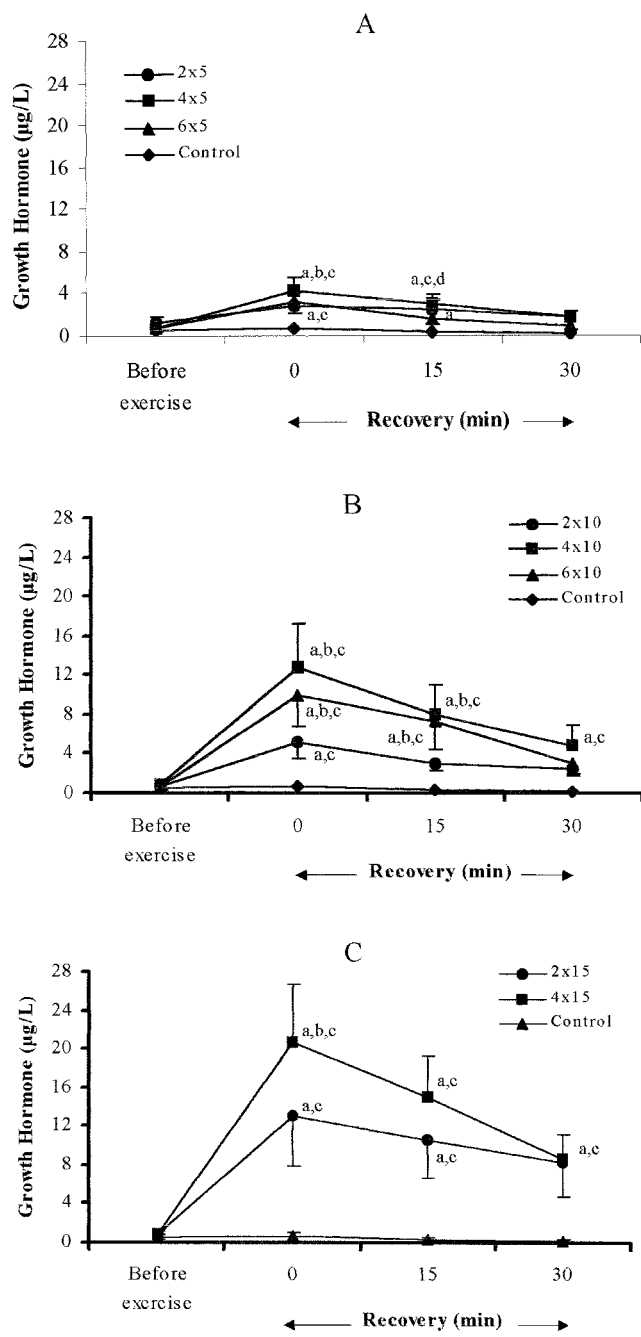 A
Growth Hormone (µg/L)
28
24
20
16
12
8
4
0
2x5
4x5
6x5
Control
a,b,c
a,c
a,c,d
a
Before exercise
0
15
30
Recovery (min)
B
Growth Hormone (µg/L)
28
24
20
16
12
8
4
0
2x10
4x10
6x10
Control
a,b,c
a,b,c
a,c
a,b,c
a,b,c
a,c
Before exercise
0
15
30
Recovery (min)
C
Growth Hormone (µg/L)
28
24
20
16
12
8
4
0
2x15
4x15
Control
a,b,c
a,c
a,c
a,c
a,c
Before exercise
0
15
30
Recovery (min)